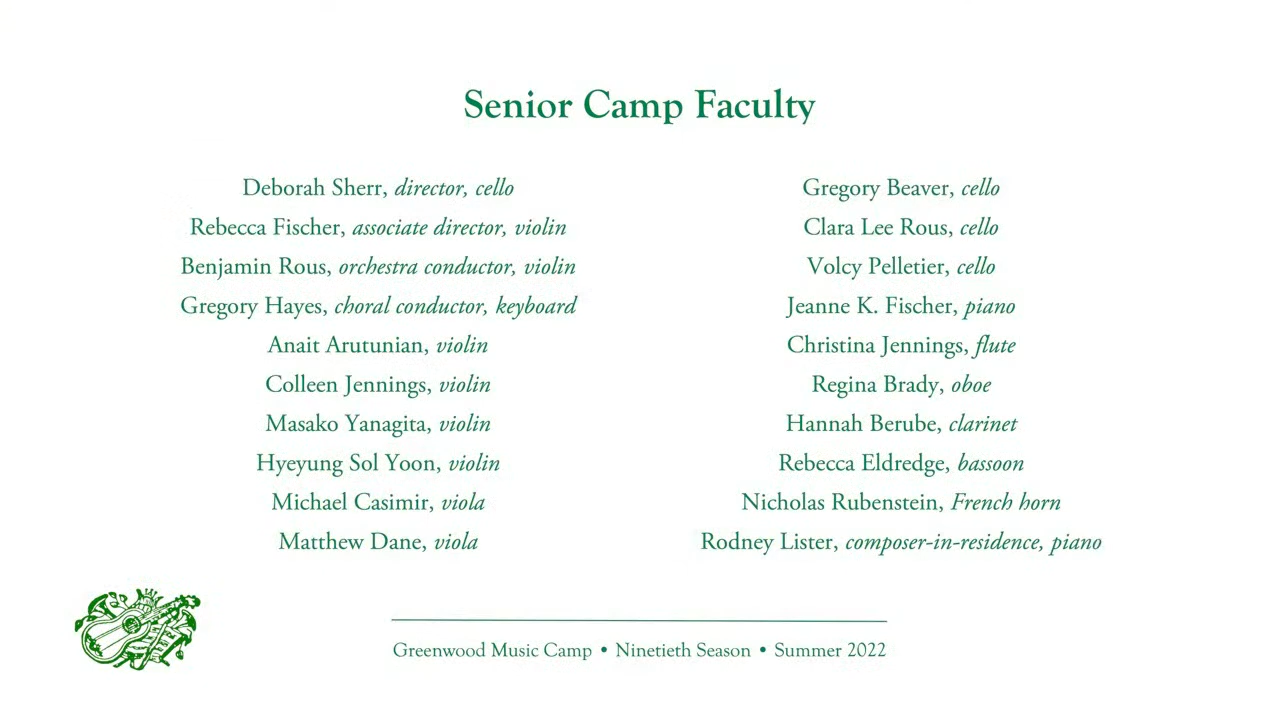 Senior Camp Faculty
Deborah Sherr, director, cello
Rebecca Fischer, associate director, violin
Benjamin Rous, orchestra conductor, violin
Gregory Hayes, choral conductor, keyboard
Anait Arutunian, violin
Colleen Jennings, violin
Masako Yanagita, violin
Hyeyung Sol Yoon, violin
Michael Casimir, viola
Matthew Dane, viola
Gregory Beaver, cello
Clara Lee Rous, cello
Volcy Pelletier, cello
Jeanne K. Fischer, piano
Christina Jennings, flute
Regina Brady, oboe
Hannah Berube, clarinet
Rebecca Eldredge, bassoon
Nicholas Rubenstein, French horn
Rodney Lister, composer-in-residence, piano
Greenwood Music Camp • Ninetieth Season • Summer 2022